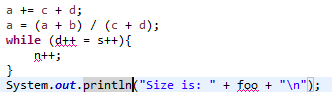 a += c + d;
a = (a + b) / (c + d);
while (d++ = s++){
n++;
}
System.out.println("Size is: " + foo + "\n");